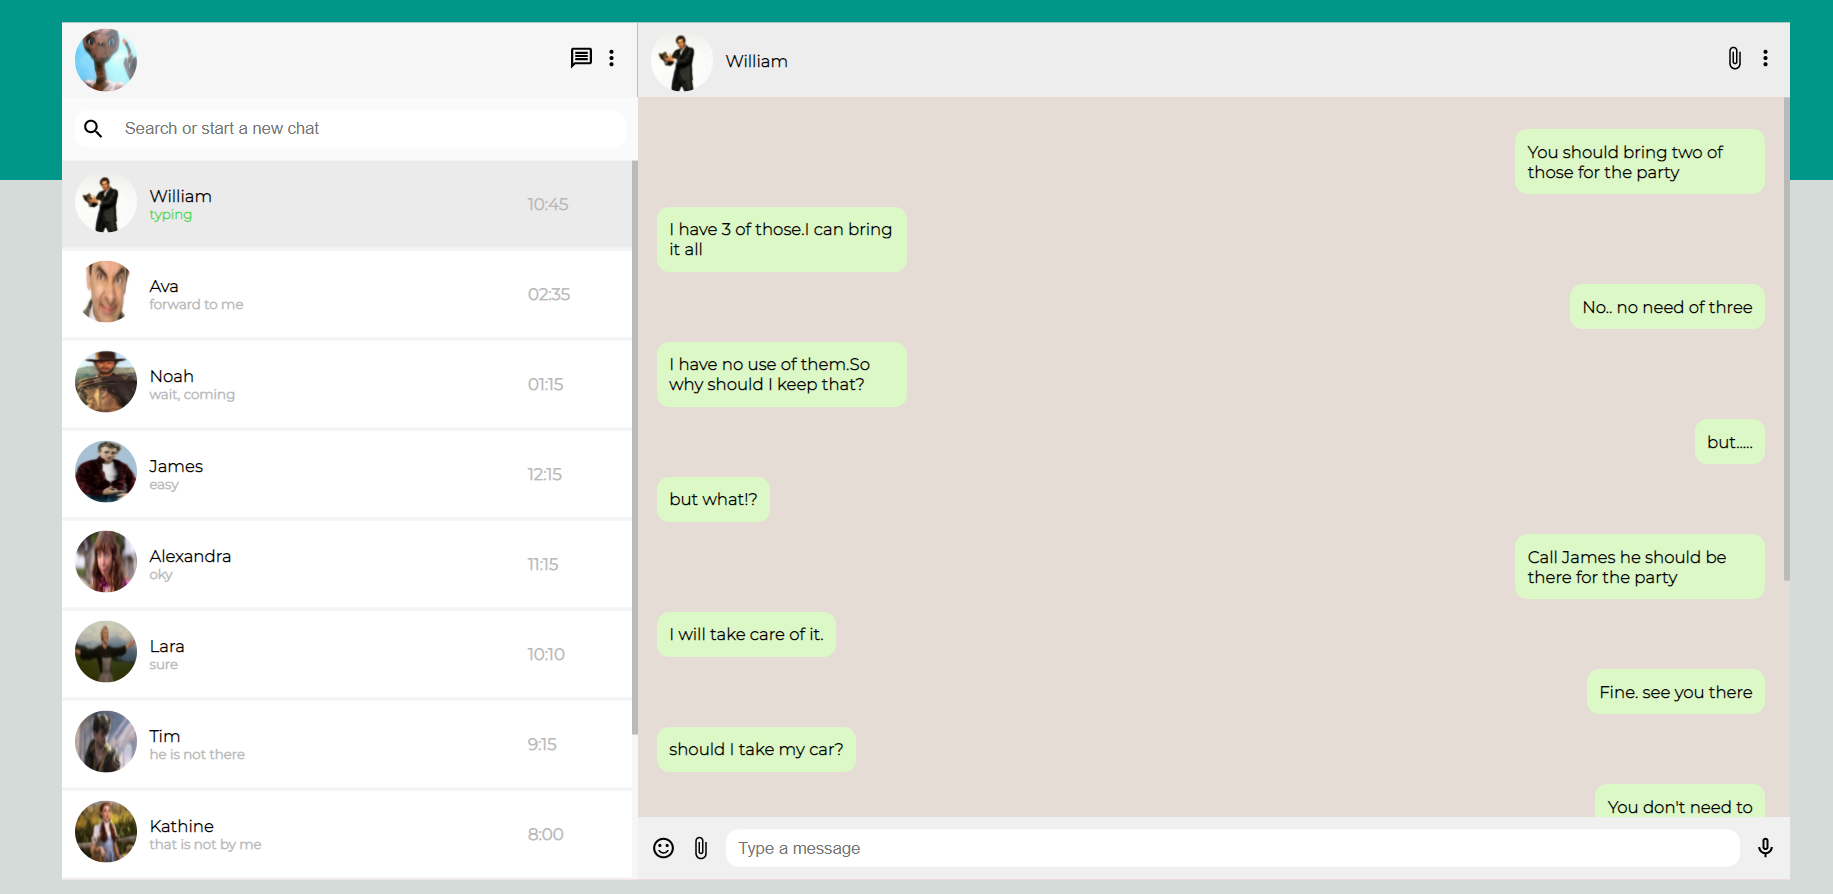 Search or start a new chat
William
typing
10:45
Ava
forward to me
02:35
Noah
wait, coming
01:15
James
easy
12:15
Alexandra
oky
11:15
Lara
sure
10:10
Tim
he is not there
9:15
Kathine
that is not by me
8:00
William
You should bring two of
those for the party
I have 3 of those.I can bring
it all
No.. no need of three
I have no use of them.So
why should I keep that?
but.....
but what!?
Call James he should be
there for the party
I will take care of it.
Fine. see you there
should I take my car?
You don't need to
Type a message